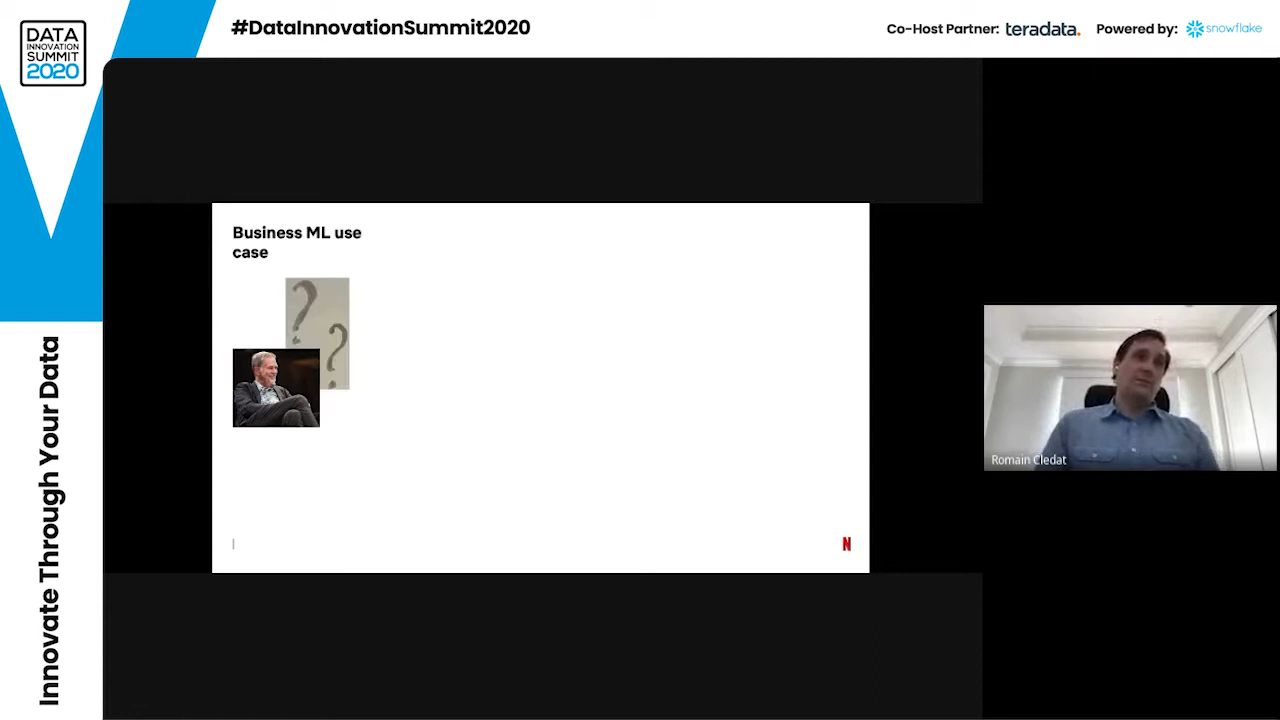 DATA
INNOVATION
SUMMIT
2020
#DataInnovationSummit2020
Co-Host Partner: teradata.
Powered by: snowflake
Innovate Through Your Data
Business ML use
case
? ?
N
Romain Cledat